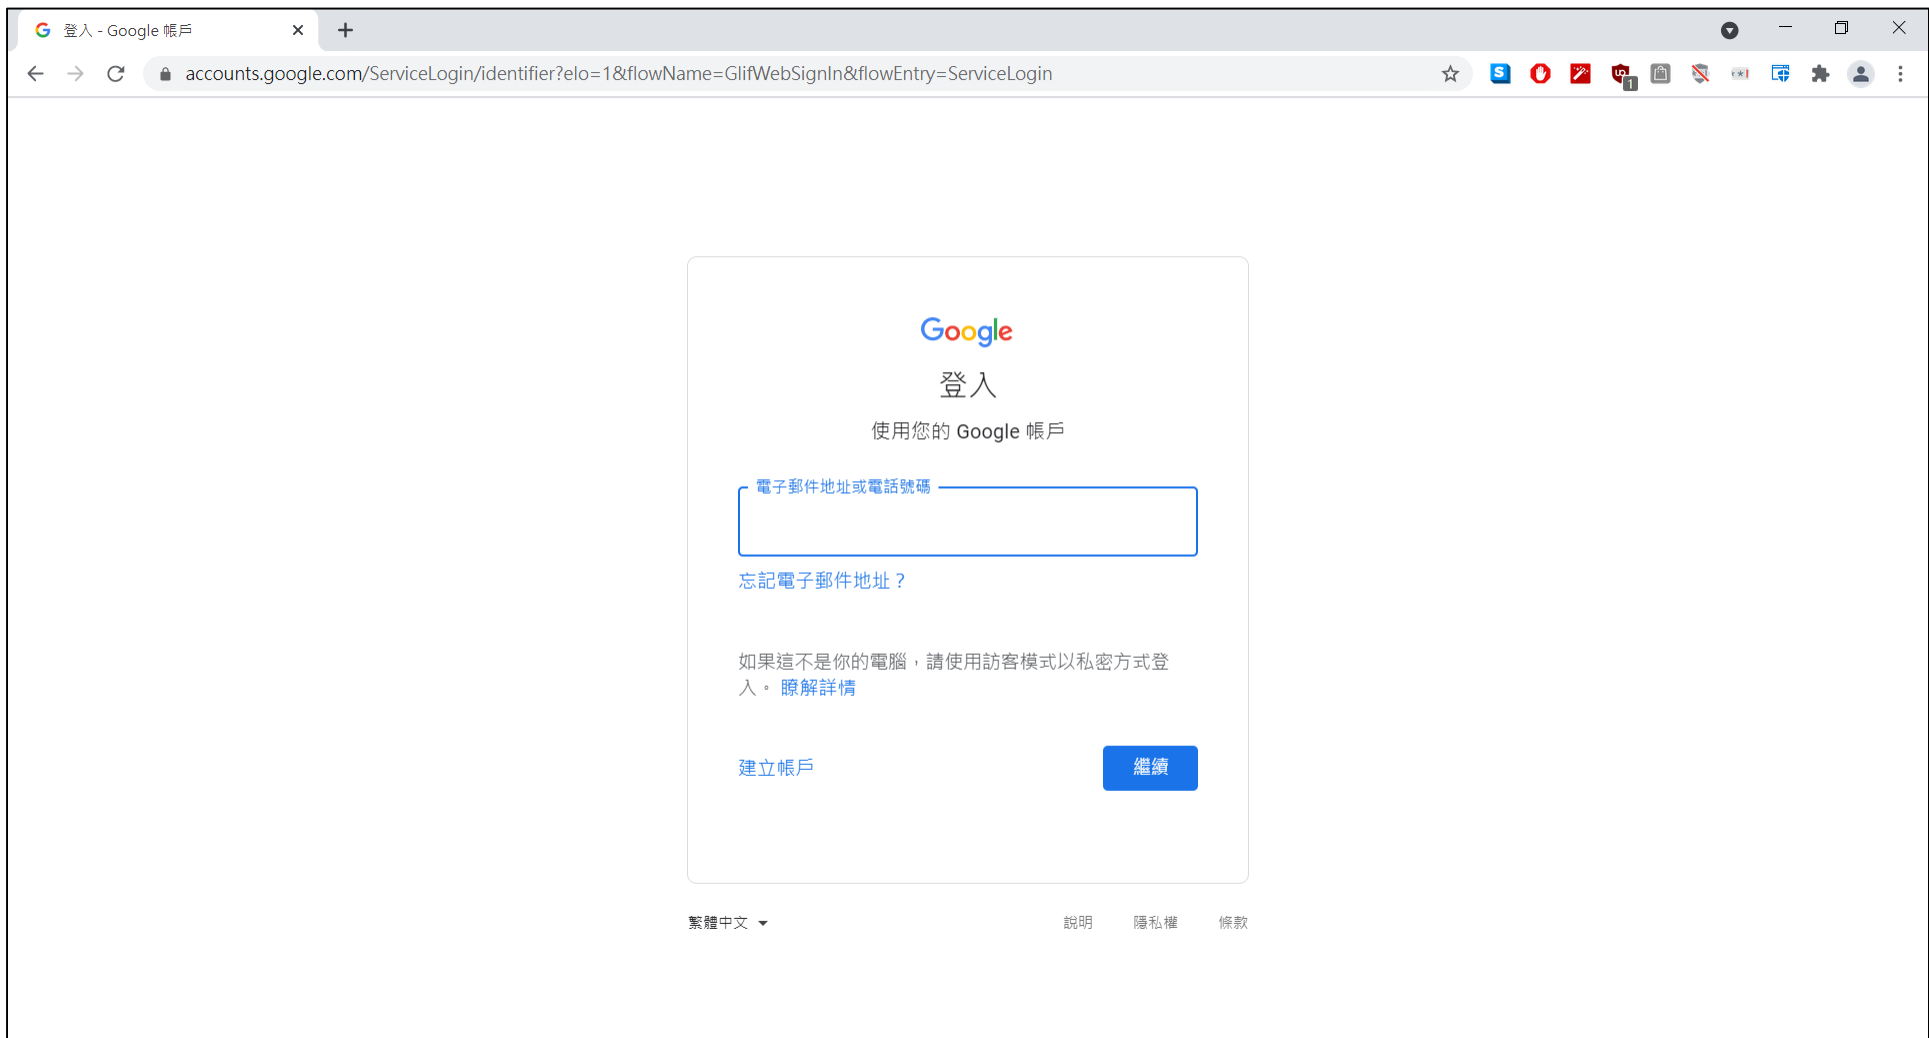 登入 - Google 帳戶
accounts.google.com/ServiceLogin/identifier?elo=1&flowName=GlifWebSignIn&flowEntry=ServiceLogin
S
1
Google
登入
使用您的 Google 帳戶
電子郵件地址或電話號碼
忘記電子郵件地址？
如果這不是你的電腦，請使用訪客模式以私密方式登
入。 瞭解詳情
建立帳戶 繼續
繁體中文 說明 隱私權 條款